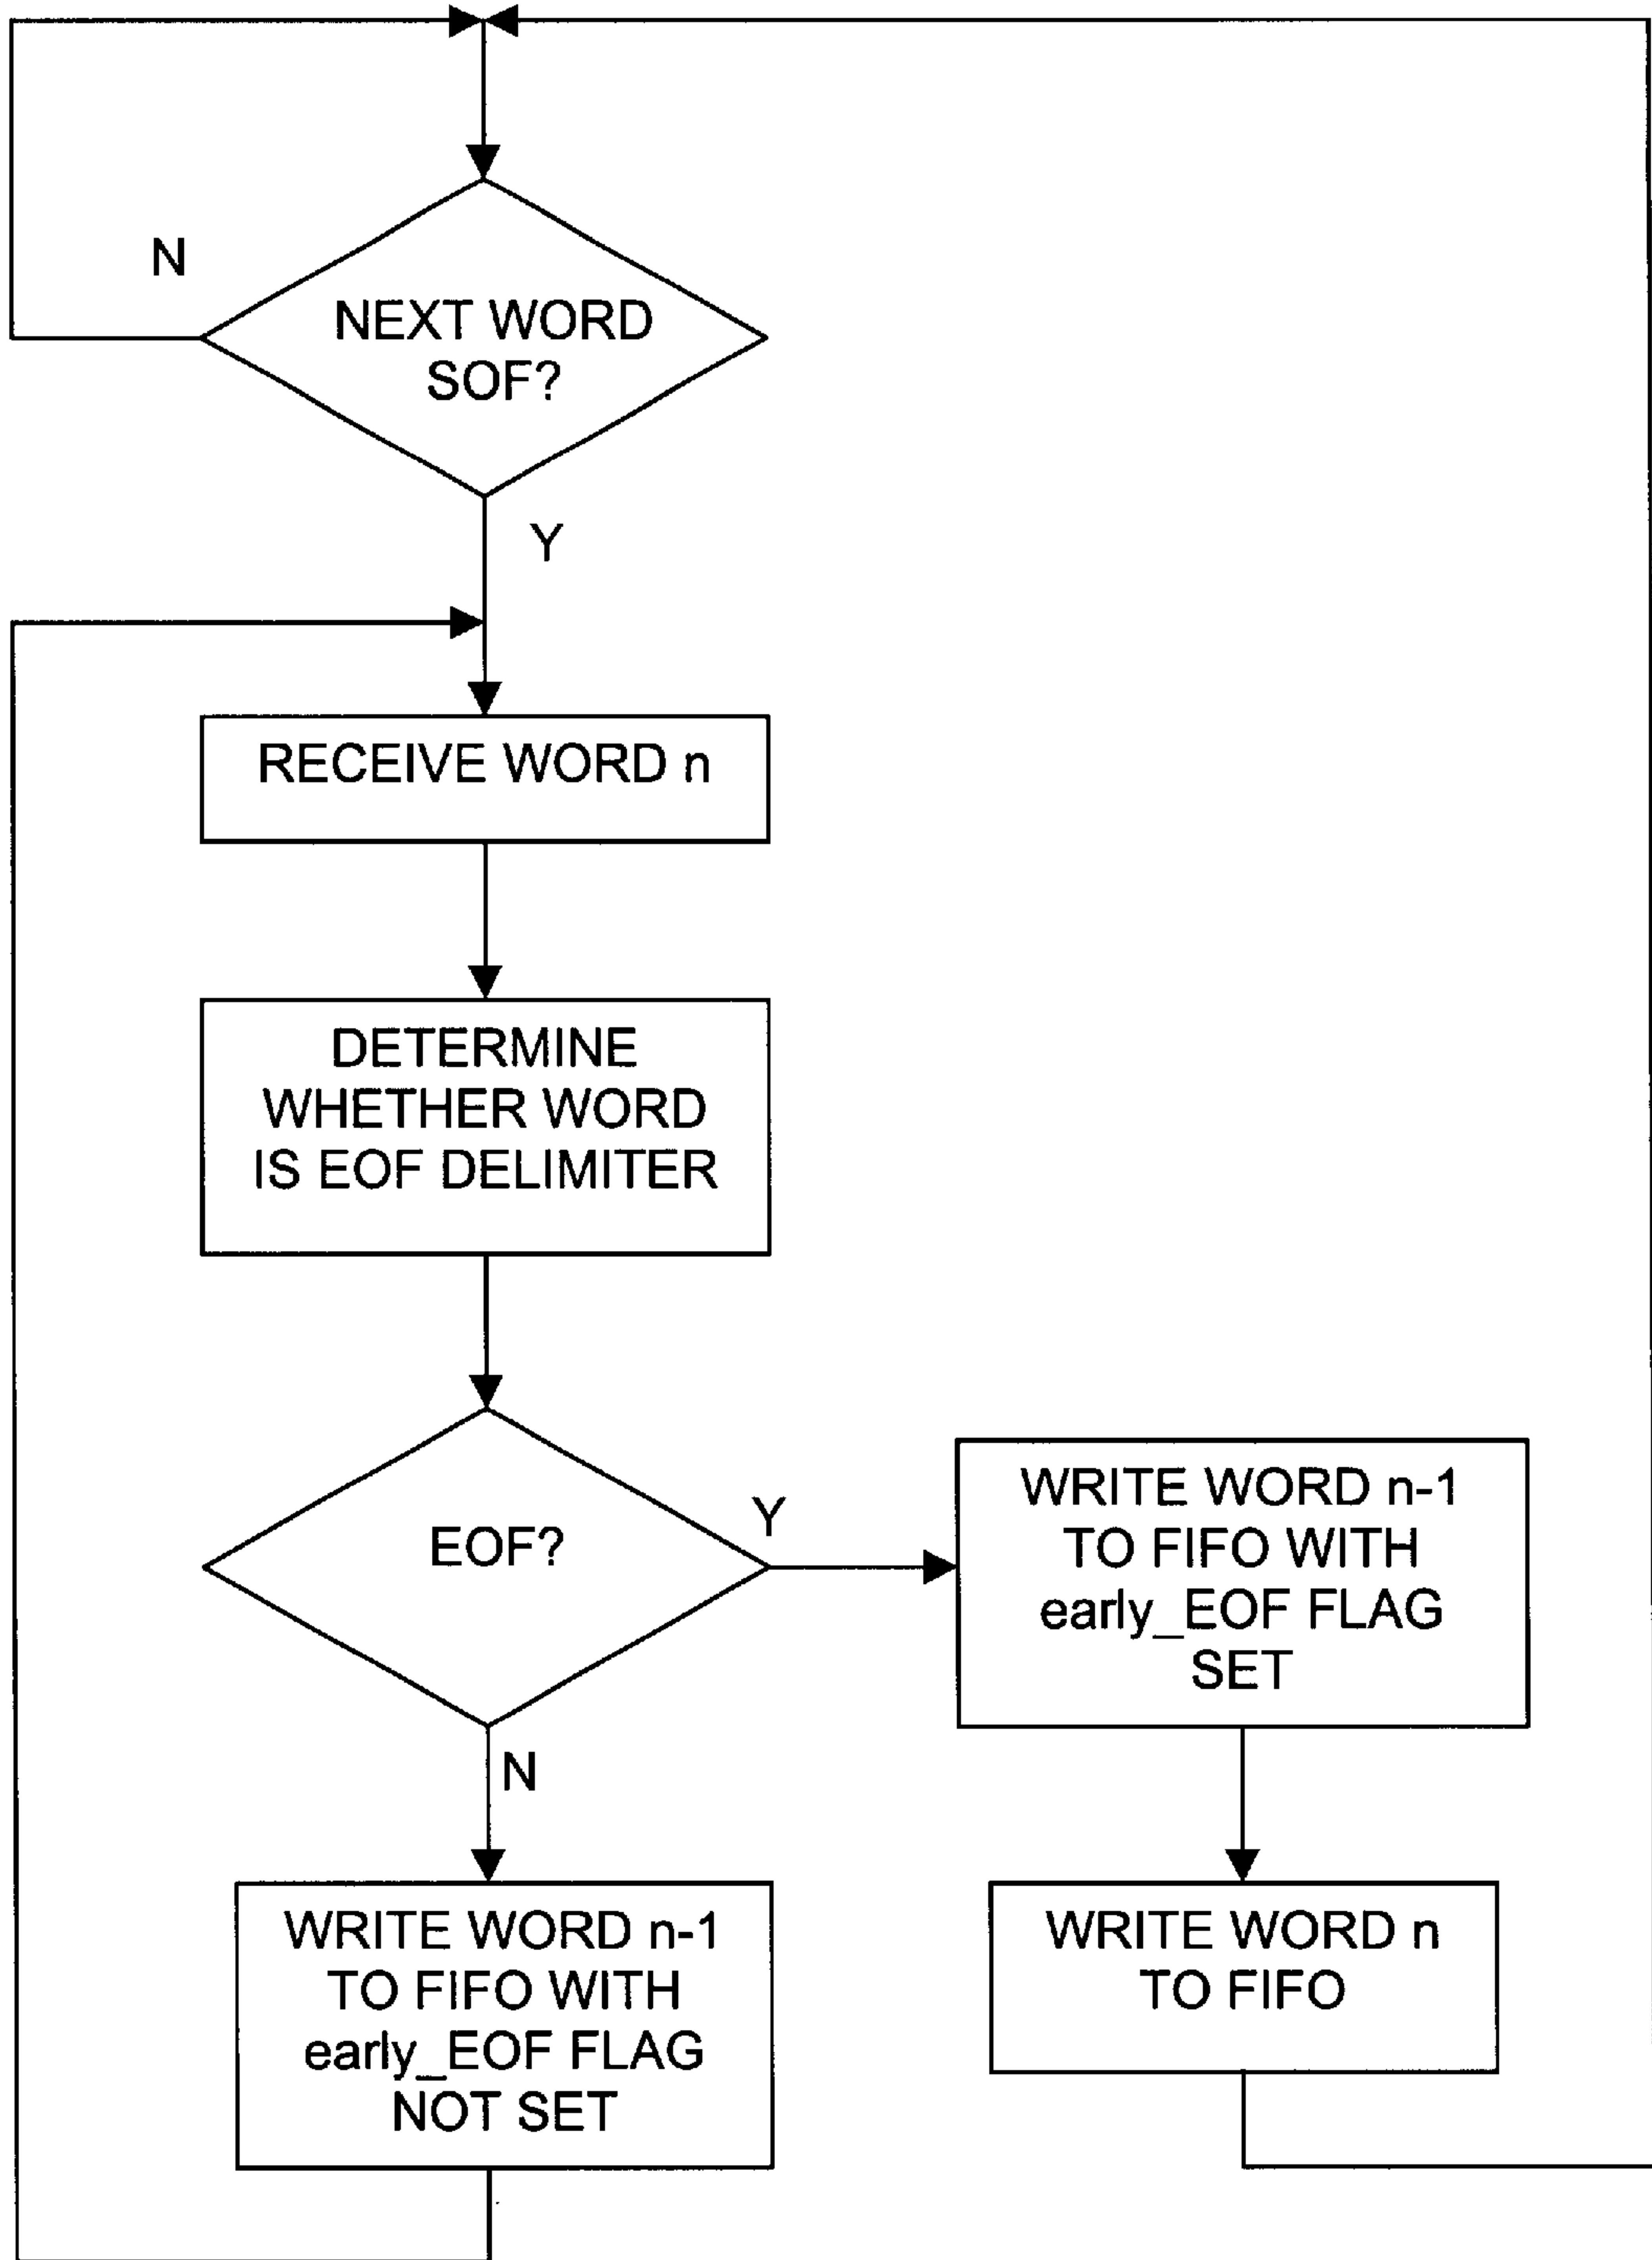 N
NEXT WORD
SOF?
Y
RECEIVE WORD n
DETERMINE
WHETHER WORD
IS EOF DELIMITER
EOF?
Y
WRITE WORD n-1
TO FIFO WITH
early_EOF FLAG
SET
N
WRITE WORD n-1
TO FIFO WITH
early_EOF FLAG
NOT SET
WRITE WORD n
TO FIFO